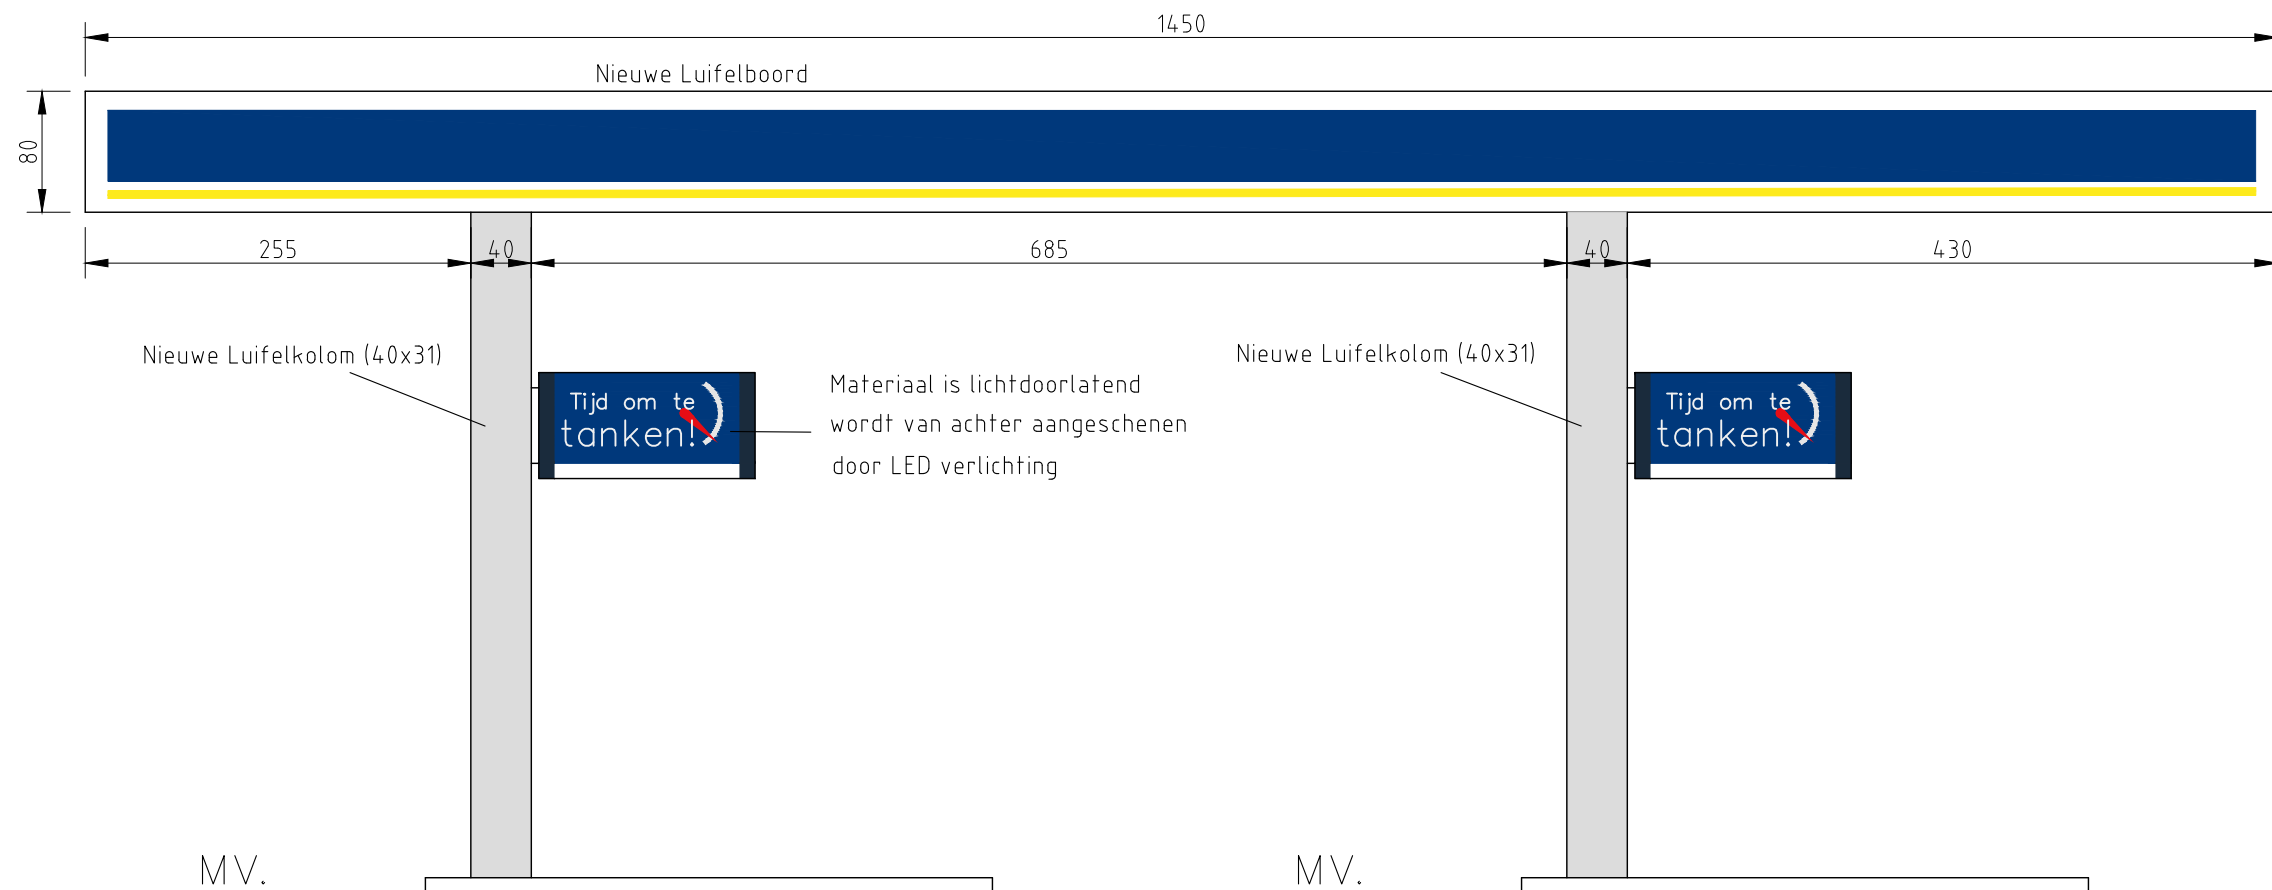 1450
Nieuwe Luifelboord
80
255
40
685
40
430
Nieuwe Luifelkolom (40x31)
Nieuwe Luifelkolom (40x31)
Tijd om te
tanken!
Materiaal is lichtdoorlatend
wordt van achter aangeschenen
door LED verlichting
Tijd om te
tanken!
MV.
MV.